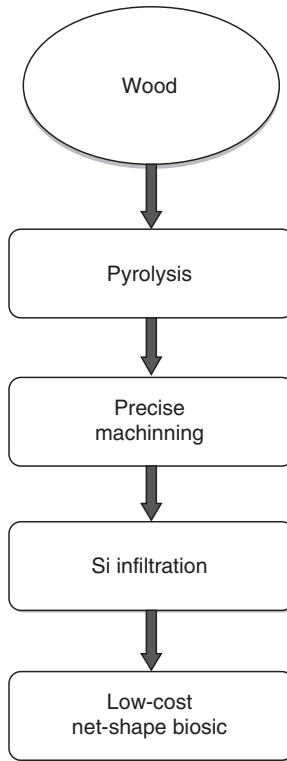 Wood
Pyrolysis
Precise
machinning
Si infiltration
Low-cost
net-shape biosic